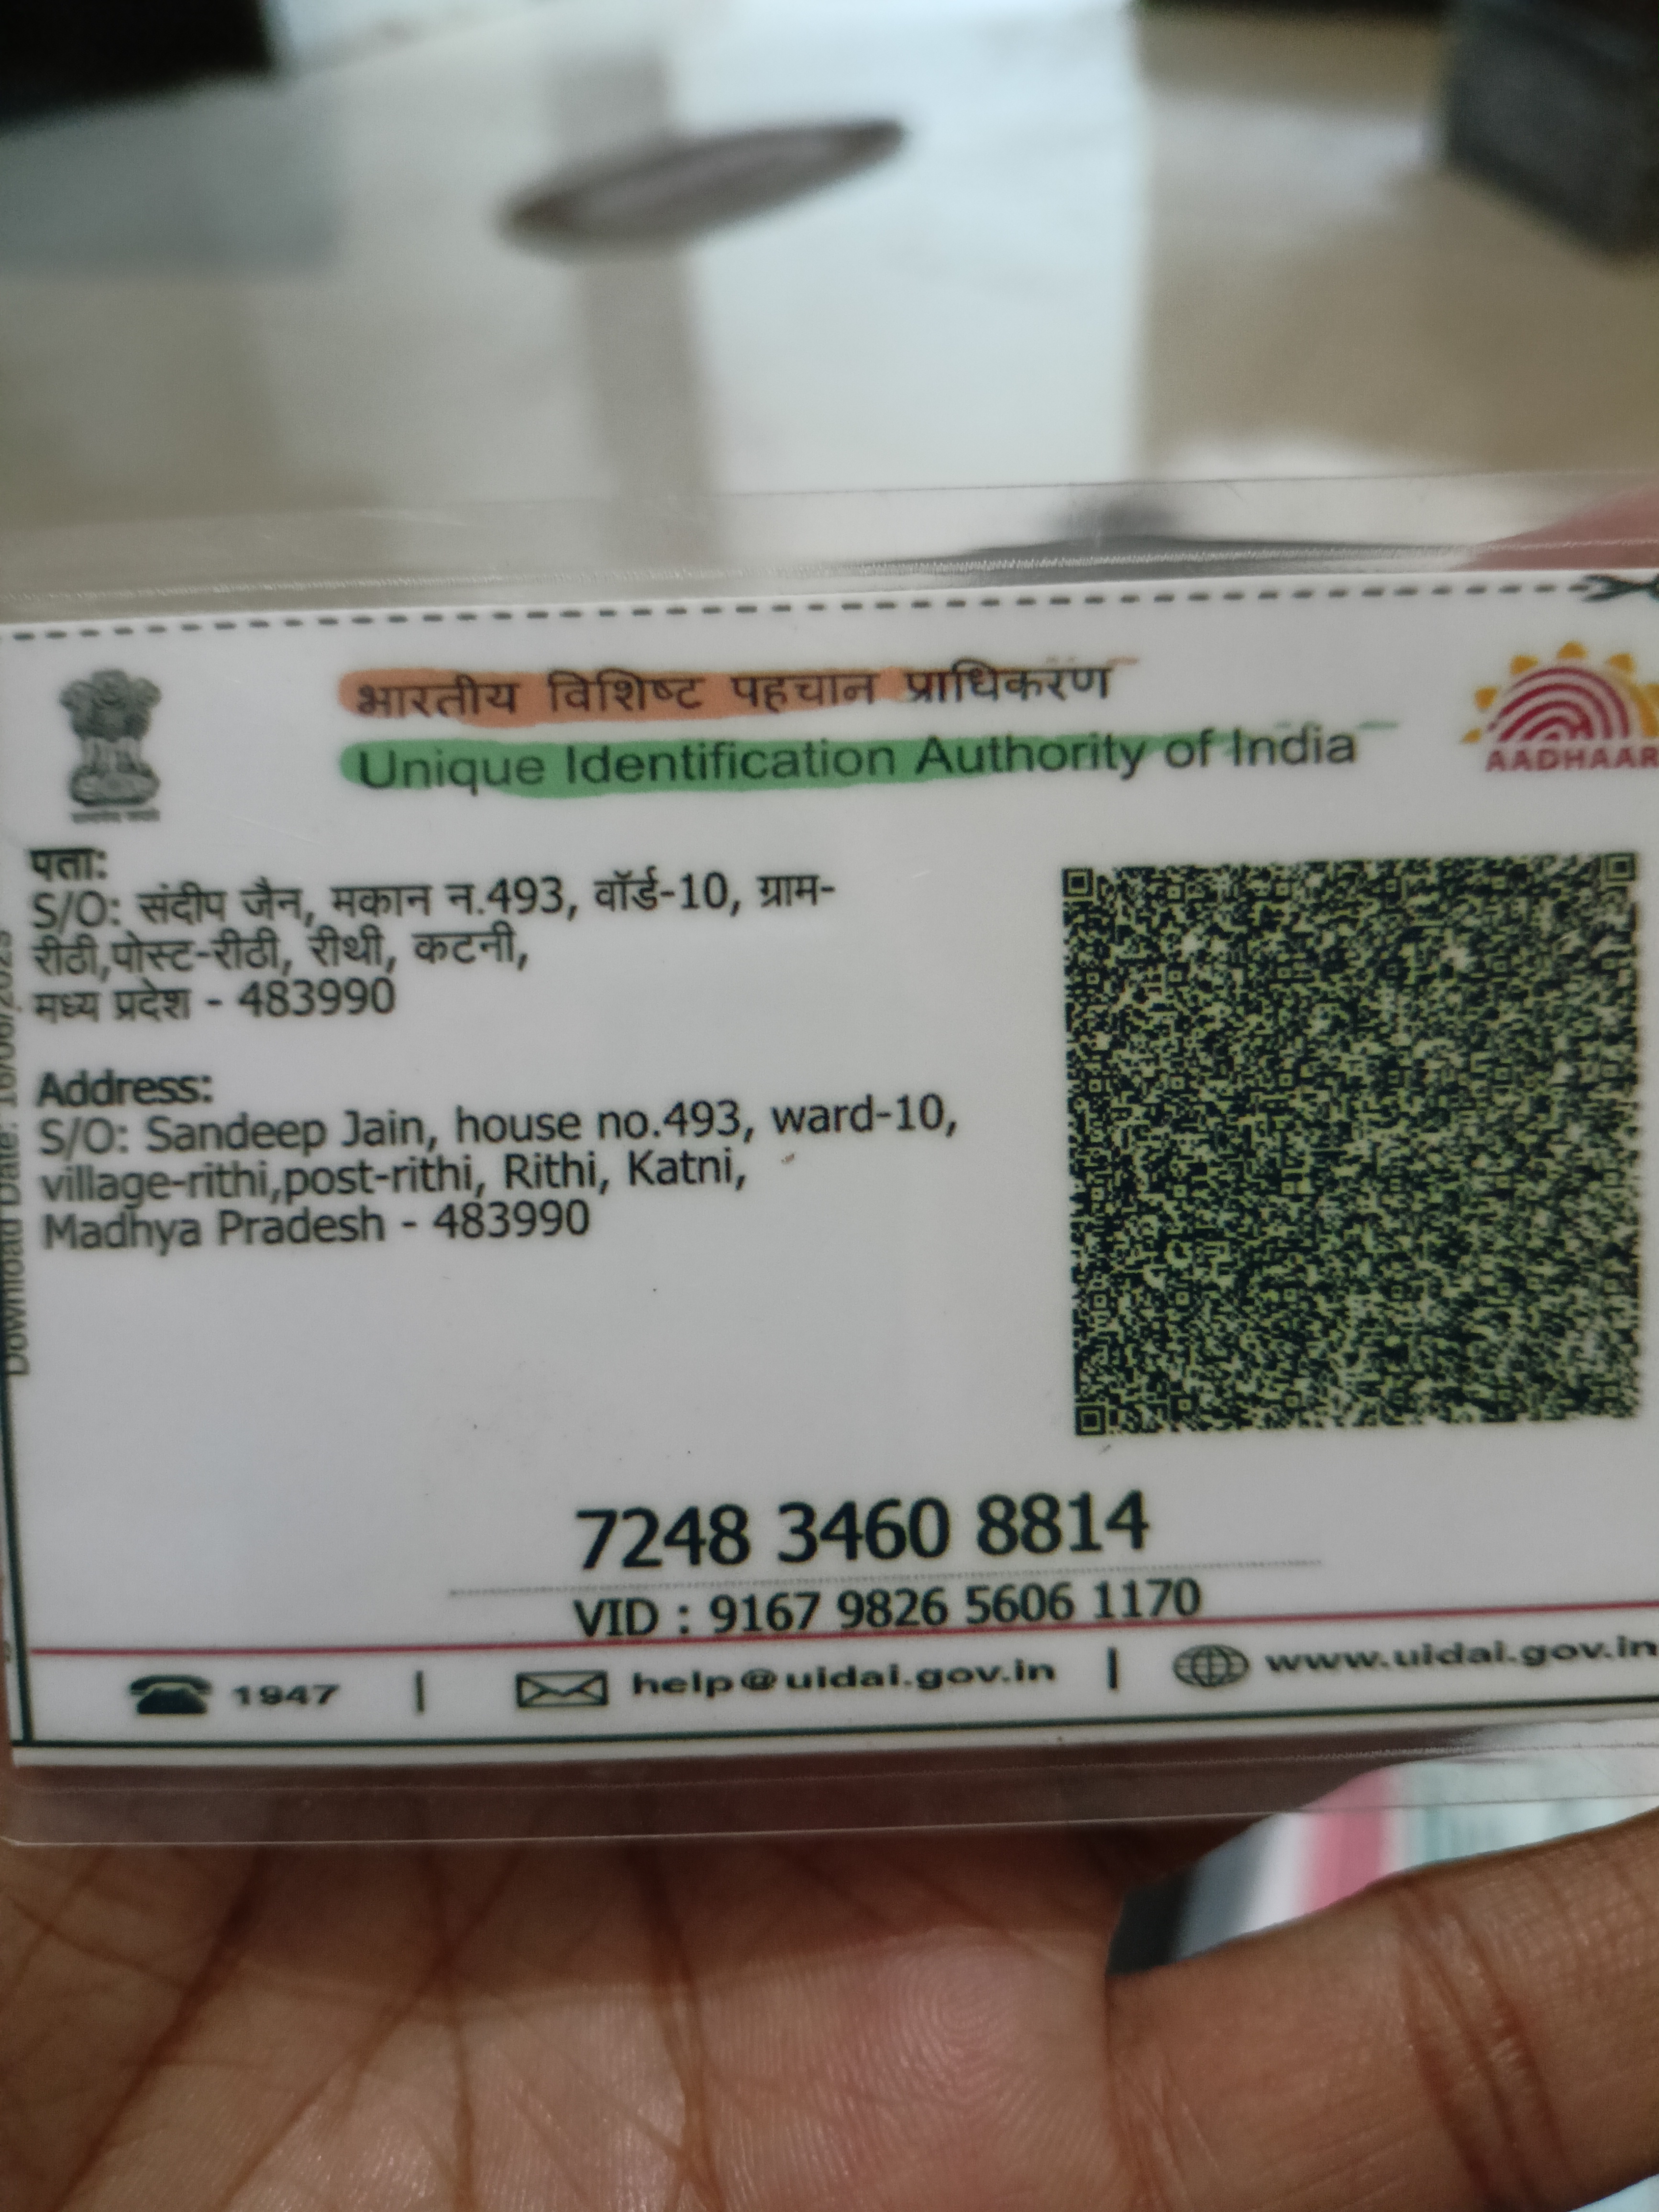 भारतीय विशिष्ट पहचान प्राधिकरण
Unique Identification Authority of India
AADHAAR
पता:
S/O: संदीप जैन, मकान न.493, वॉर्ड-10, ग्राम-
रीठी,पोस्ट-रीठी, रीथी, कटनी,
मध्य प्रदेश - 483990
Address:
S/O: Sandeep Jain, house no.493, ward-10,
village-rithi,post-rithi, Rithi, Katni,
Madhya Pradesh - 483990
Download Date:
7248 3460 8814
VID : 9167 9826 5606 1170
1947 | help@uidai.gov.in | www.uidai.gov.in